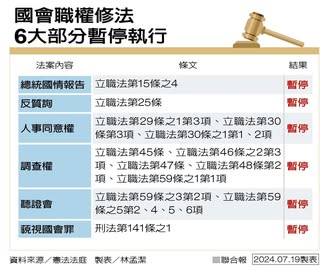 國會職權修法
6大部分暫停執行
法案內容 條文 結果
總統國情報告 立職法第15條之4 暫停
反質詢 立職法第25條 暫停
人事同意權 立職法第29條之1第3項、立職法第30
條第3項、立職法第30條之1第1、2項 暫停
調查權 立職法第45條、立職法第46條之2第3
項、立職法第47條、立職法第48條第2
項、立職法第59條之1第1項 暫停
聽證會 立職法第59條之3第2項、立職法第59
條之5第2、4、5、6項 暫停
藐視國會罪 刑法第141條之1 暫停
資料來源／憲法法庭 製表／林孟潔 聯合報 2024.07.19製表